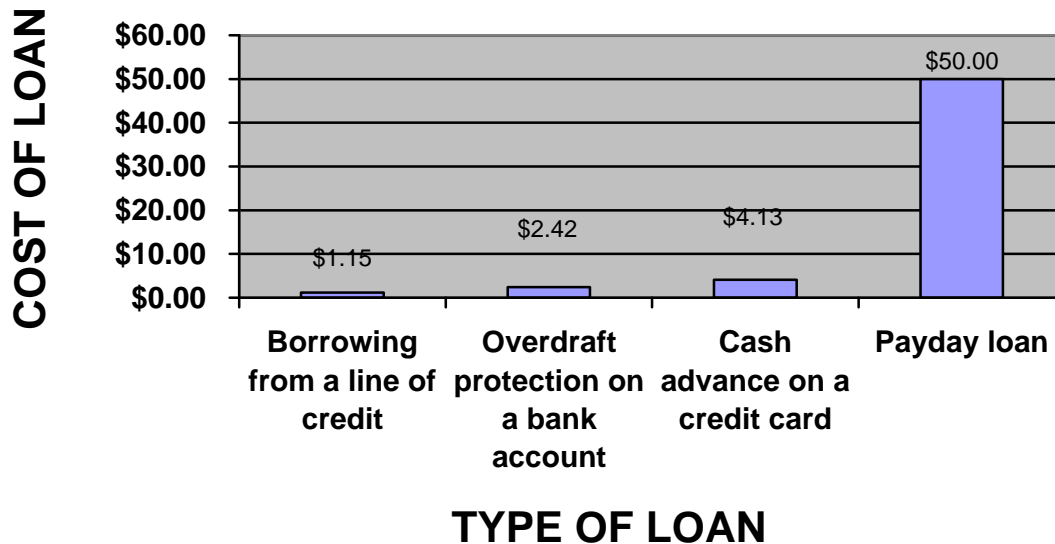 COST OF LOAN
$60.00
$50.00
$40.00
$30.00
$20.00
$10.00
$0.00
$1.15
$2.42
$4.13
$50.00
Borrowing
from a line of
credit
Overdraft
protection on
a bank
account
Cash
advance on a
credit card
Payday loan
TYPE OF LOAN